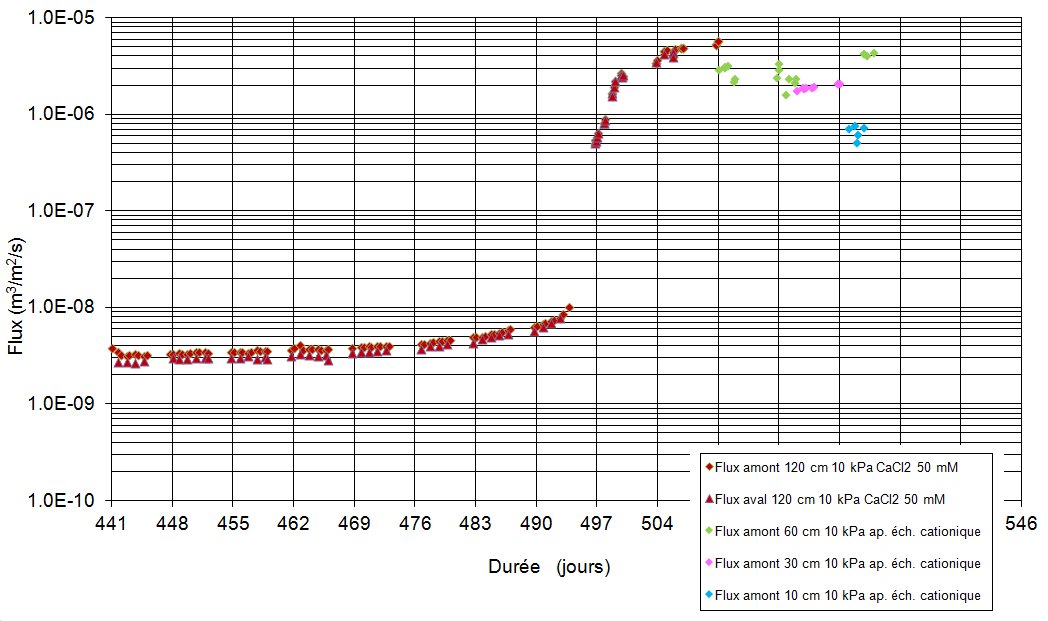 1.0E-05
1.0E-06
1.0E-07
1.0E-08
1.0E-09
1.0E-10
Flux (m³/m²/s)
441 448 455 462 469 476 483 490 497 504 546
Durée (jours)
Flux amont 120 cm 10 kPa CaCl2 50 mM
Flux aval 120 cm 10 kPa CaCl2 50 mM
Flux amont 60 cm 10 kPa ap. éch. cationique
Flux amont 30 cm 10 kPa ap. éch. cationique
Flux amont 10 cm 10 kPa ap. éch. cationique